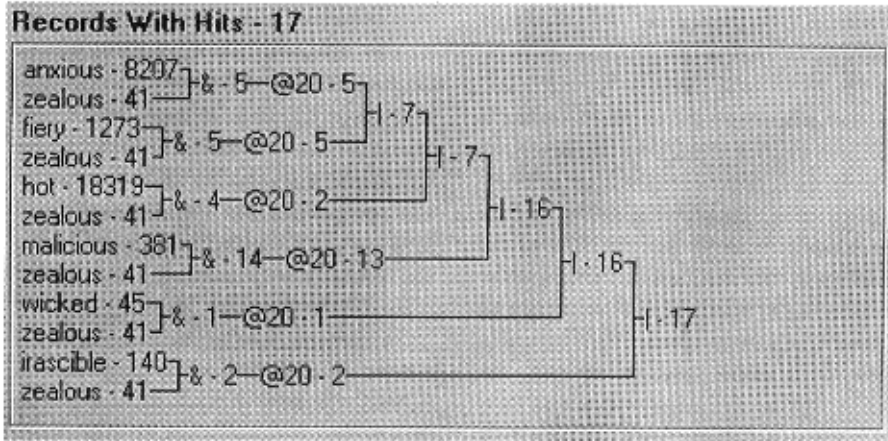 Records With Hits - 17
anxious - 8207
& - 5 @20 - 5
zealous - 41
| - 7
fiery - 1273
& - 5 @20 - 5
zealous - 41
| - 7
hot - 18319
& - 4 @20 - 2
zealous - 41
| - 16
malicious - 381
& - 14 @20 - 13
zealous - 41
| - 16
wicked - 45
& - 1 @20 - 1
zealous - 41
| - 17
irascible - 140
& - 2 @20 - 2
zealous - 41